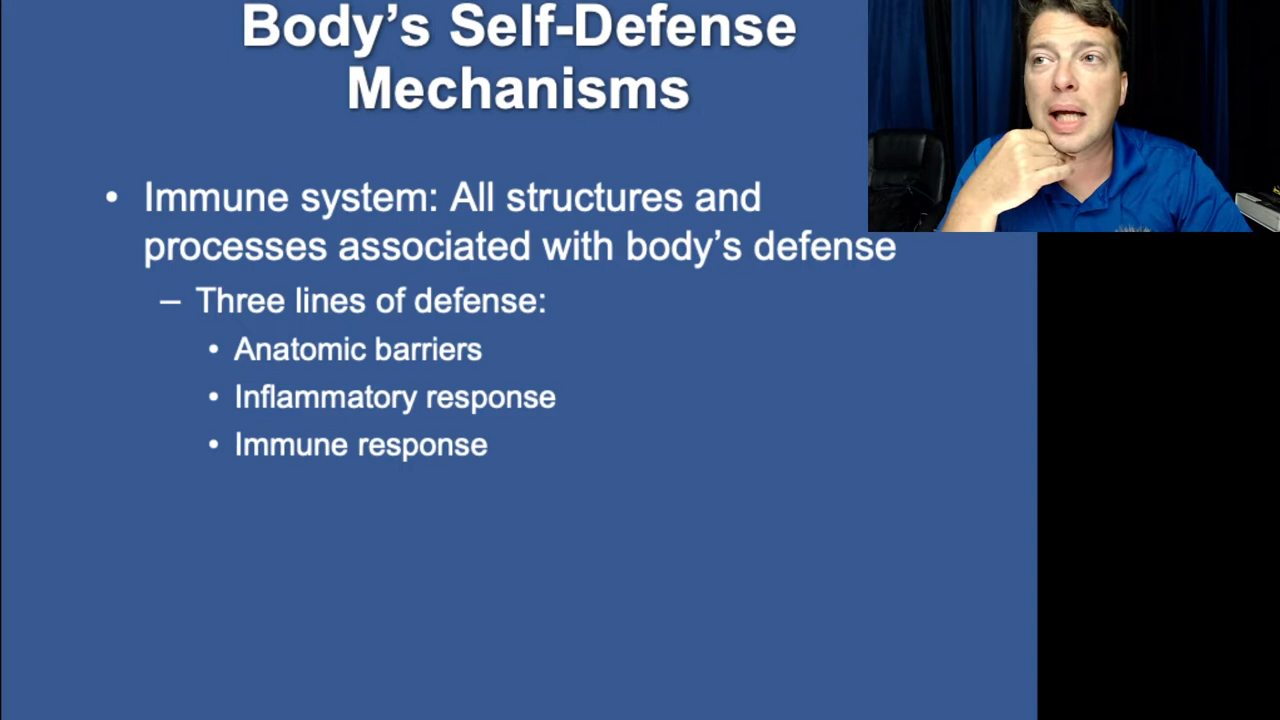 Body’s Self-Defense
Mechanisms
• Immune system: All structures and
processes associated with body’s defense
– Three lines of defense:
• Anatomic barriers
• Inflammatory response
• Immune response